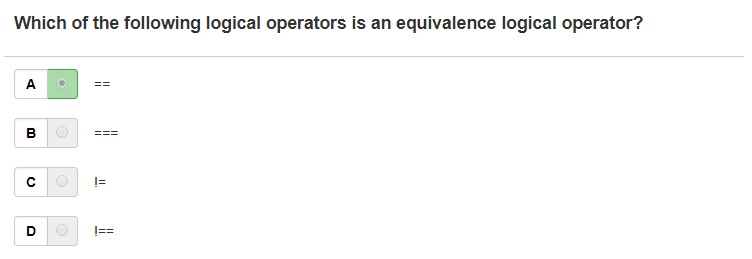 Which of the following logical operators is an equivalence logical operator?
A ==
B ===
C !=
D !==